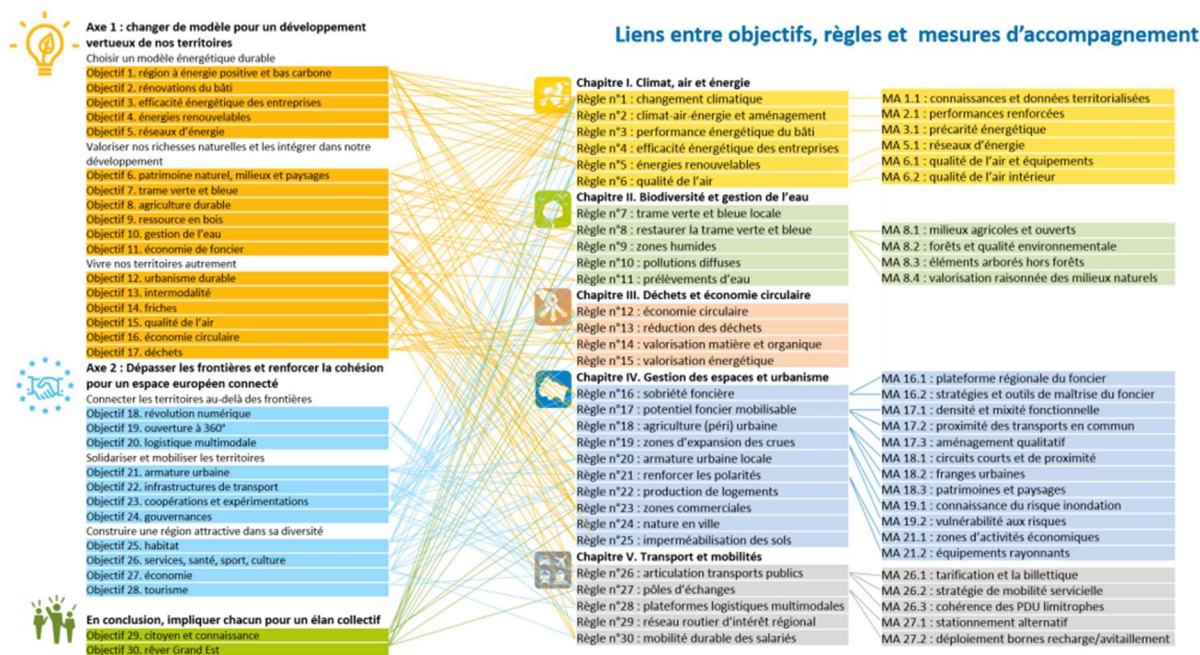 Liens entre objectifs, règles et mesures d'accompagnement
Axe 1 : changer de modèle pour un développement
vertueux de nos territoires
Choisir un modèle énergétique durable
Objectif 1. région à énergie positive et bas carbone
Objectif 2. rénovations du bâti
Objectif 3. efficacité énergétique des entreprises
Objectif 4. énergies renouvelables
Objectif 5. réseaux d'énergie
Valoriser nos richesses naturelles et les intégrer dans notre
développement
Objectif 6. patrimoine naturel, milieux et paysages
Objectif 7. trame verte et bleue
Objectif 8. agriculture durable
Objectif 9. ressource en bois
Objectif 10. gestion de l'eau
Objectif 11. économie de foncier
Vivre nos territoires autrement
Objectif 12. urbanisme durable
Objectif 13. intermodalité
Objectif 14. friches
Objectif 15. qualité de l'air
Objectif 16. économie circulaire
Objectif 17. déchets
Axe 2 : Dépasser les frontières et renforcer la cohésion
pour un espace européen connecté
Connecter les territoires au-delà des frontières
Objectif 18. révolution numérique
Objectif 19. ouverture à 360°
Objectif 20. logistique multimodale
Solidariser et mobiliser les territoires
Objectif 21. armature urbaine
Objectif 22. infrastructures de transport
Objectif 23. coopérations et expérimentations
Objectif 24. gouvernances
Construire une région attractive dans sa diversité
Objectif 25. habitat
Objectif 26. services, santé, sport, culture
Objectif 27. économie
Objectif 28. tourisme
En conclusion, impliquer chacun pour un élan collectif
Objectif 29. citoyen et connaissance
Objectif 30. rêver Grand Est
Chapitre I. Climat, air et énergie
Règle n°1 : changement climatique
Règle n°2 : climat-air-énergie et aménagement
Règle n°3 : performance énergétique du bâti
Règle n°4 : efficacité énergétique des entreprises
Règle n°5 : énergies renouvelables
Règle n°6 : qualité de l'air
Chapitre II. Biodiversité et gestion de l'eau
Règle n°7 : trame verte et bleue locale
Règle n°8 : restaurer la trame verte et bleue
Règle n°9 : zones humides
Règle n°10 : pollutions diffuses
Règle n°11 : prélèvements d'eau
Chapitre III. Déchets et économie circulaire
Règle n°12 : économie circulaire
Règle n°13 : réduction des déchets
Règle n°14 : valorisation matière et organique
Règle n°15 : valorisation énergétique
Chapitre IV. Gestion des espaces et urbanisme
Règle n°16 : sobriété foncière
Règle n°17 : potentiel foncier mobilisable
Règle n°18 : agriculture (péri) urbaine
Règle n°19 : zones d'expansion des crues
Règle n°20 : armature urbaine locale
Règle n°21 : renforcer les polarités
Règle n°22 : production de logements
Règle n°23 : zones commerciales
Règle n°24 : nature en ville
Règle n°25 : imperméabilisation des sols
Chapitre V. Transport et mobilités
Règle n°26 : articulation transports publics
Règle n°27 : pôles d'échanges
Règle n°28 : plateformes logistiques multimodales
Règle n°29 : réseau routier d'intérêt régional
Règle n°30 : mobilité durable des salariés
MA 1.1 : connaissances et données territorialisées
MA 2.1 : performances renforcées
MA 3.1 : précarité énergétique
MA 5.1 : réseaux d'énergie
MA 6.1 : qualité de l'air et équipements
MA 6.2 : qualité de l'air intérieur
MA 8.1 : milieux agricoles et ouverts
MA 8.2 : forêts et qualité environnementale
MA 8.3 : éléments arborés hors forêts
MA 8.4 : valorisation raisonnée des milieux naturels
MA 16.1 : plateforme régionale du foncier
MA 16.2 : stratégies et outils de maîtrise du foncier
MA 17.1 : densité et mixité fonctionnelle
MA 17.2 : proximité des transports en commun
MA 17.3 : aménagement qualitatif
MA 18.1 : circuits courts et de proximité
MA 18.2 : franges urbaines
MA 18.3 : patrimoines et paysages
MA 19.1 : connaissance du risque inondation
MA 19.2 : vulnérabilité aux risques
MA 21.1 : zones d'activités économiques
MA 21.2 : équipements rayonnants
MA 26.1 : tarification et la billettique
MA 26.2 : stratégie de mobilité servicielle
MA 26.3 : cohérence des PDU limitrophes
MA 27.1 : stationnement alternatif
MA 27.2 : déploiement bornes recharge/avitaillement